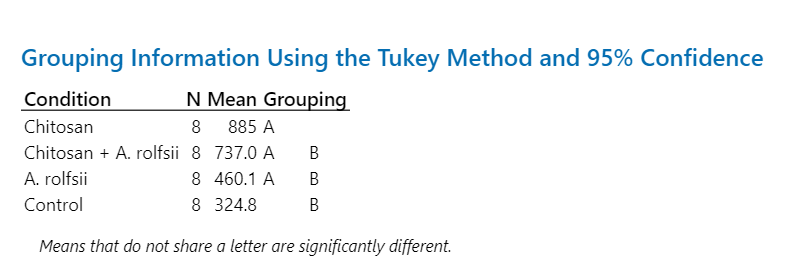 Grouping Information Using the Tukey Method and 95% Confidence
Condition N Mean Grouping
Chitosan 8 885 A
Chitosan + A. rolfsii 8 737.0 A B
A. rolfsii 8 460.1 A B
Control 8 324.8 B
Means that do not share a letter are significantly different.